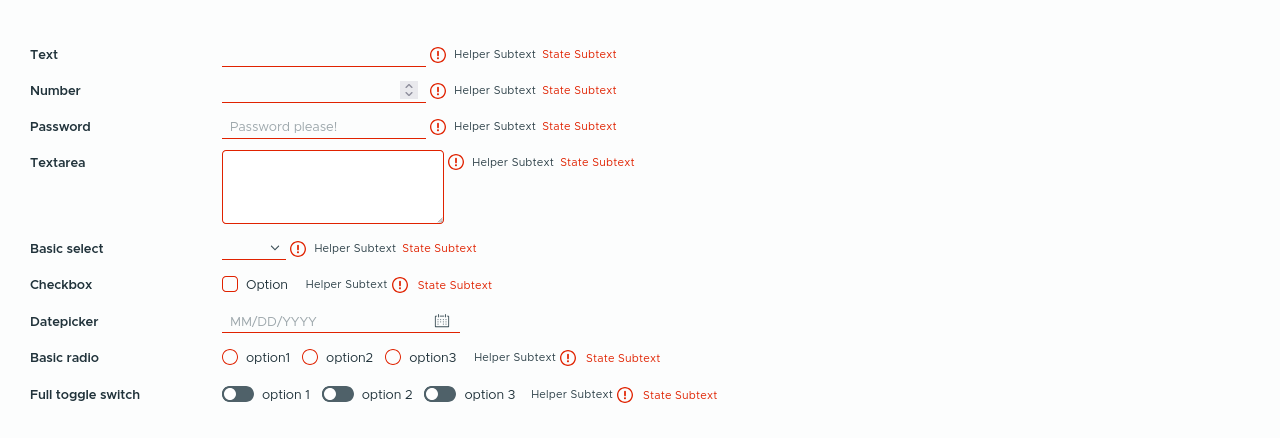 Text Helper Subtext State Subtext
Number Helper Subtext State Subtext
Password Password please! Helper Subtext State Subtext
Textarea Helper Subtext State Subtext
Basic select Helper Subtext State Subtext
Checkbox Option Helper Subtext State Subtext
Datepicker MM/DD/YYYY
Basic radio option1 option2 option3 Helper Subtext State Subtext
Full toggle switch option 1 option 2 option 3 Helper Subtext State Subtext